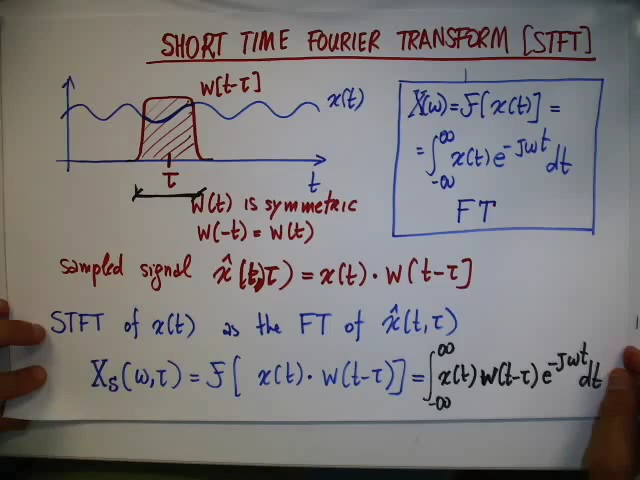 SHORT TIME FOURIER TRANSFORM [STFT]
W[t-τ]
x(t)
τ
t
W(t) is symmetric
W(-t) = W(t)
X(ω) = F[x(t)] =
= ∫_{-∞}^{∞} x(t) e^{-Jωt} dt
FT
Sampled signal x̂(t,τ) = x(t) · W[t-τ]
STFT of x(t) as the FT of x̂(t,τ)
X_S(ω,τ) = F[ x(t) · W(t-τ)] = ∫_{-∞}^{∞} x(t) W(t-τ) e^{-Jωt} dt